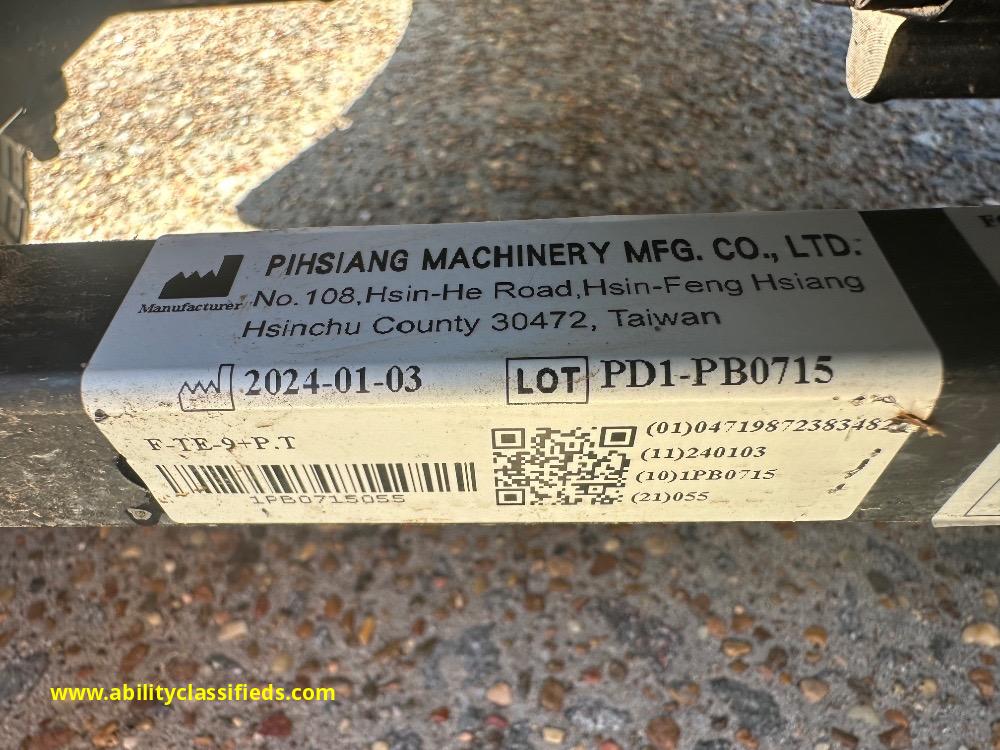 PIHSIANG MACHINERY MFG. CO., LTD.
Manufacturer
No.108,Hsin-He Road,Hsin-Feng Hsiang
Hsinchu County 30472, Taiwan
2024-01-03
LOT PD1-PB0715
F-TE-9+P.T
1PB0715055
(01)04719872383482
(11)240103
(10)1PB0715
(21)055
www.abilityclassifieds.com